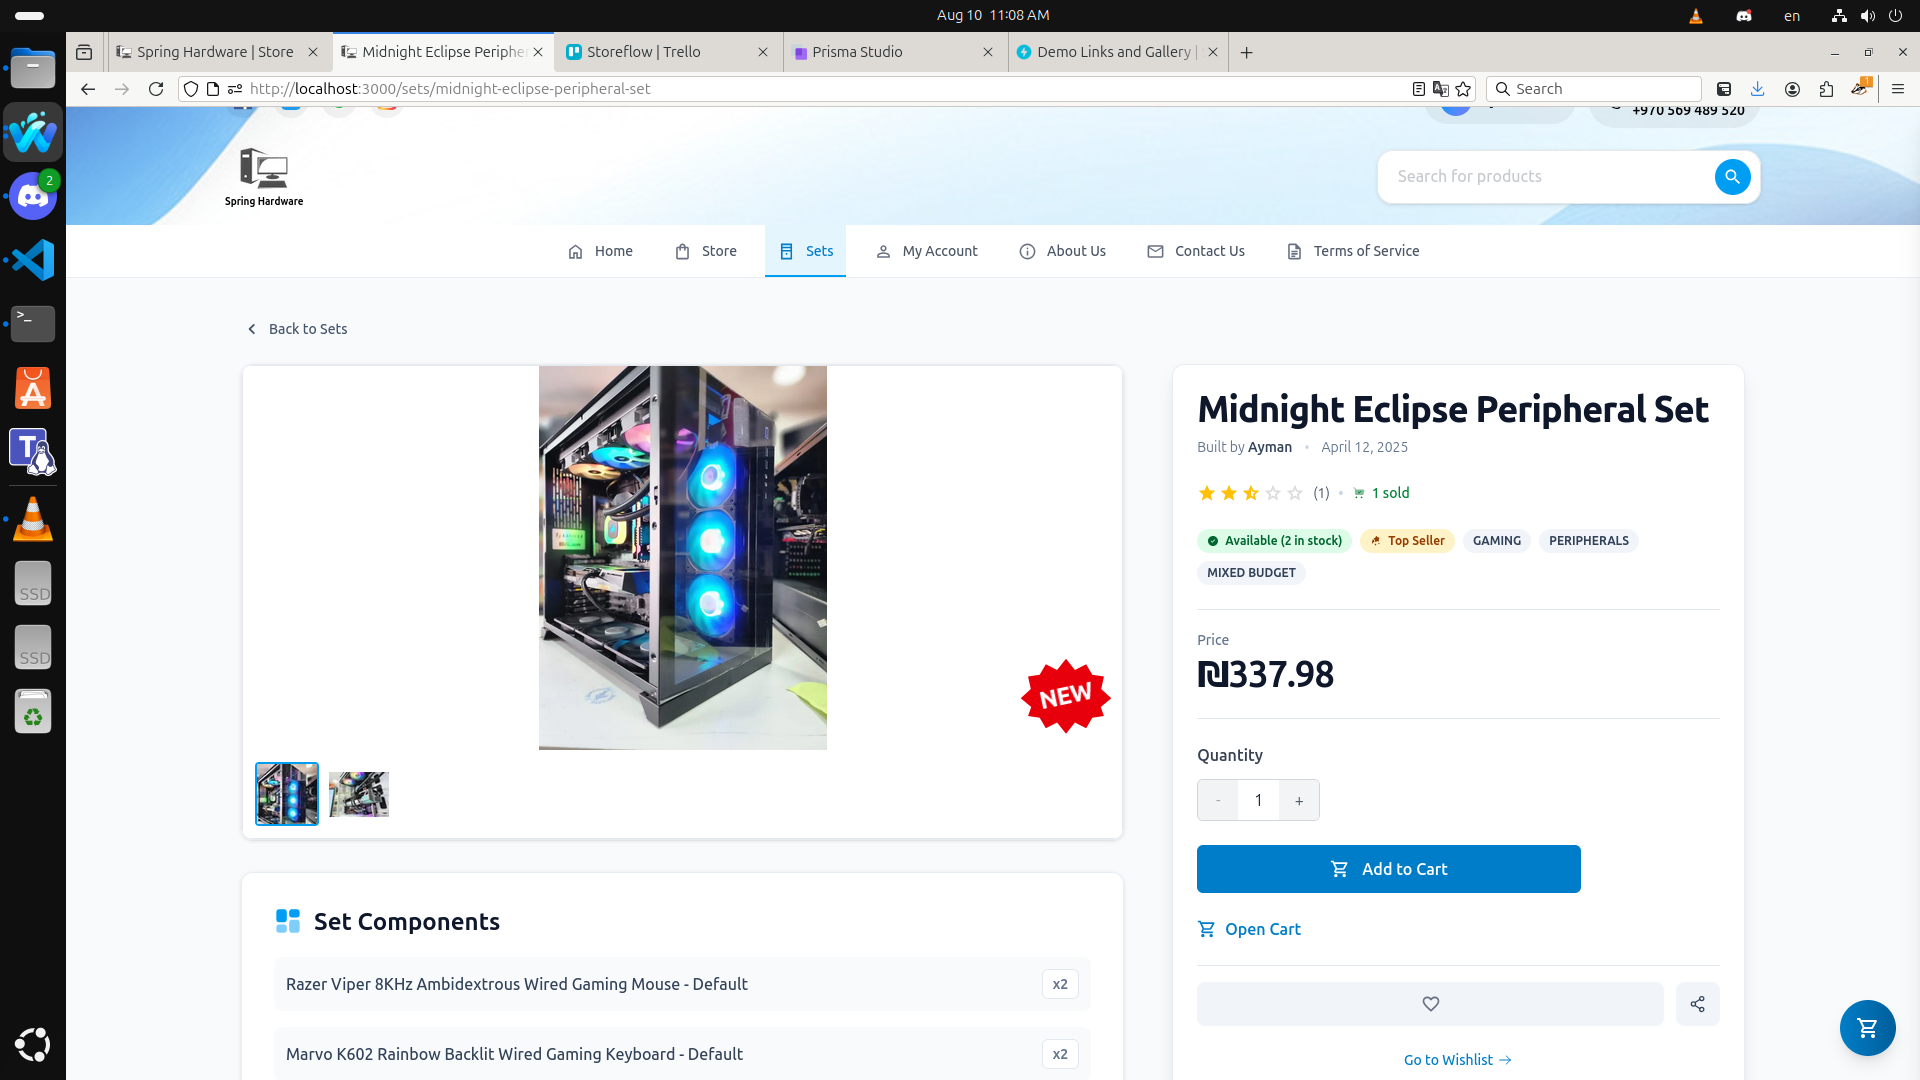 Aug 10 11:08 AM
en
Spring Hardware | Store
Midnight Eclipse Periphe
Storeflow | Trello
Prisma Studio
Demo Links and Gallery |
http://localhost:3000/sets/midnight-eclipse-peripheral-set
Search
1
2
+970 569 489 520
Spring Hardware
Search for products
Home
Store
Sets
My Account
About Us
Contact Us
Terms of Service
Back to Sets
NEW
Midnight Eclipse Peripheral Set
Built by Ayman • April 12, 2025
(1) • 1 sold
Available (2 in stock)
Top Seller
GAMING
PERIPHERALS
MIXED BUDGET
Price
₪337.98
Quantity
- 1 +
Add to Cart
Open Cart
Go to Wishlist →
Set Components
Razer Viper 8KHz Ambidextrous Wired Gaming Mouse - Default
x2
Marvo K602 Rainbow Backlit Wired Gaming Keyboard - Default
x2
>_
A
T
SSD
SSD